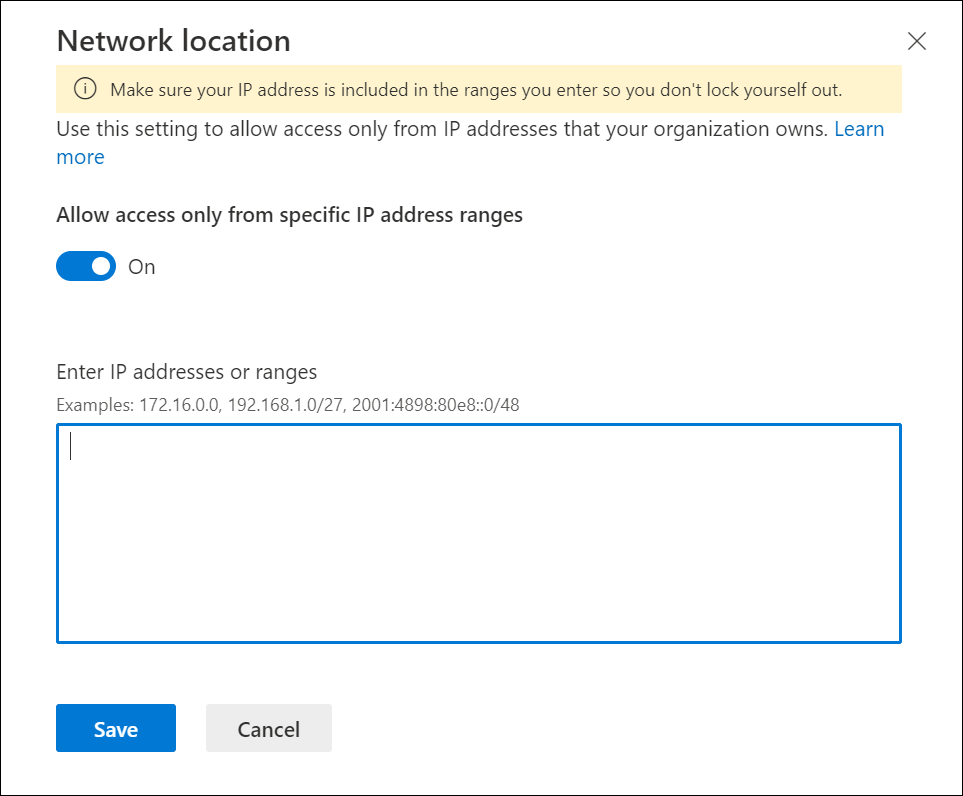 Network location
Make sure your IP address is included in the ranges you enter so you don't lock yourself out.
Use this setting to allow access only from IP addresses that your organization owns. Learn
more
Allow access only from specific IP address ranges
On
Enter IP addresses or ranges
Examples: 172.16.0.0, 192.168.1.0/27, 2001:4898:80e8::0/48
Save
Cancel